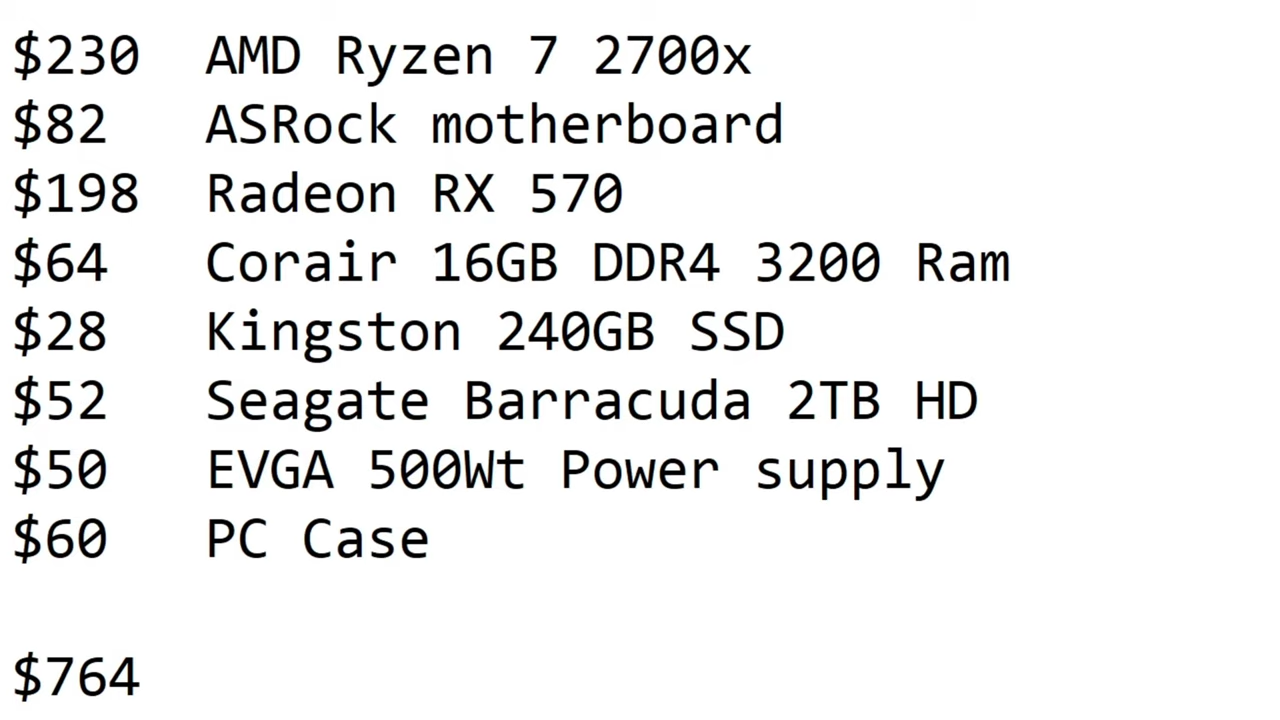 $230 AMD Ryzen 7 2700x
$82 ASRock motherboard
$198 Radeon RX 570
$64 Corair 16GB DDR4 3200 Ram
$28 Kingston 240GB SSD
$52 Seagate Barracuda 2TB HD
$50 EVGA 500Wt Power supply
$60 PC Case
$764